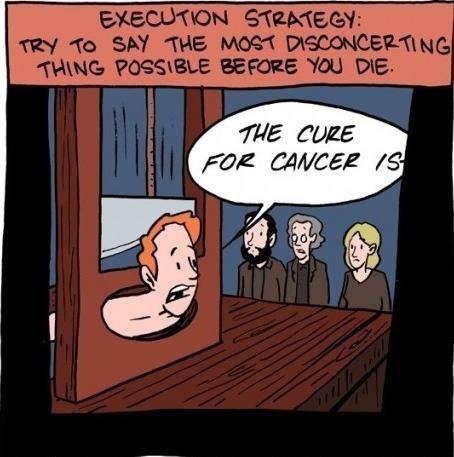 EXECUTION STRATEGY:
TRY TO SAY THE MOST DISCONCERTING
THING POSSIBLE BEFORE YOU DIE.
THE CURE
FOR CANCER IS-